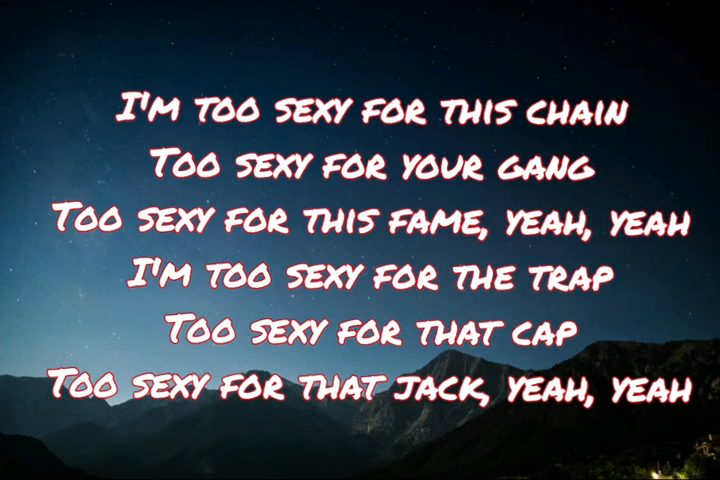 I'm too sexy for this chain
Too sexy for your gang
Too sexy for this fame, yeah, yeah
I'm too sexy for the trap
Too sexy for that cap
Too sexy for that jack, yeah, yeah